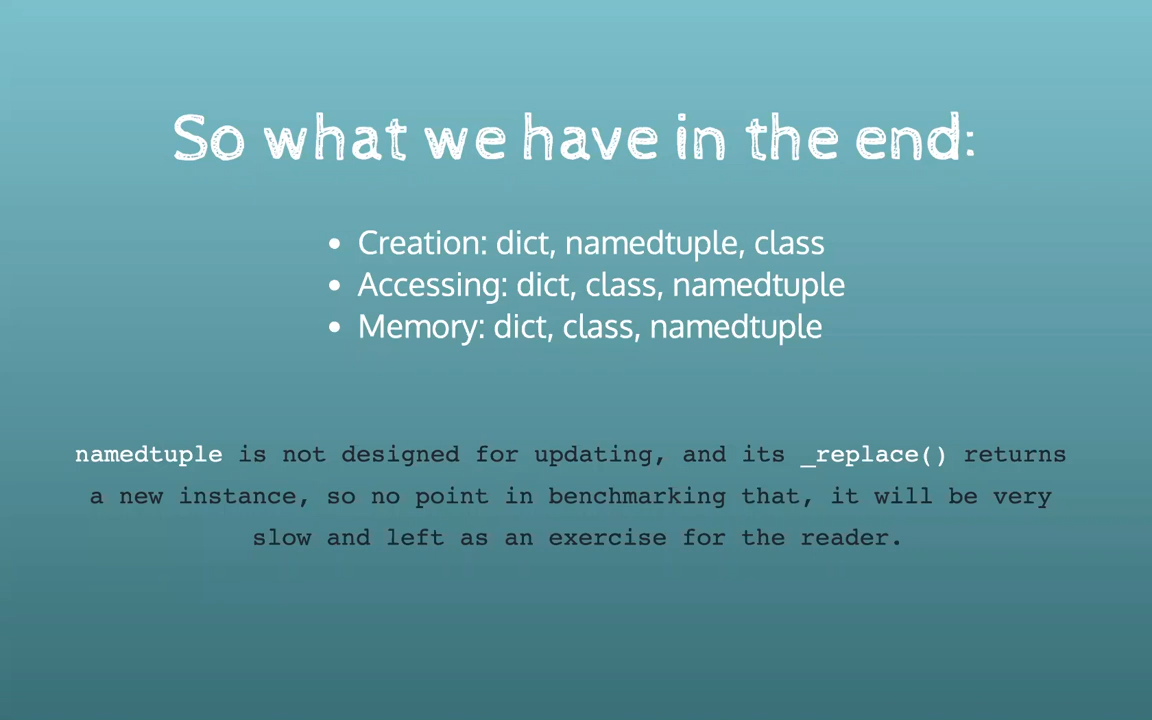 So what we have in the end:
• Creation: dict, namedtuple, class
• Accessing: dict, class, namedtuple
• Memory: dict, class, namedtuple
namedtuple is not designed for updating, and its _replace() returns
a new instance, so no point in benchmarking that, it will be very
slow and left as an exercise for the reader.